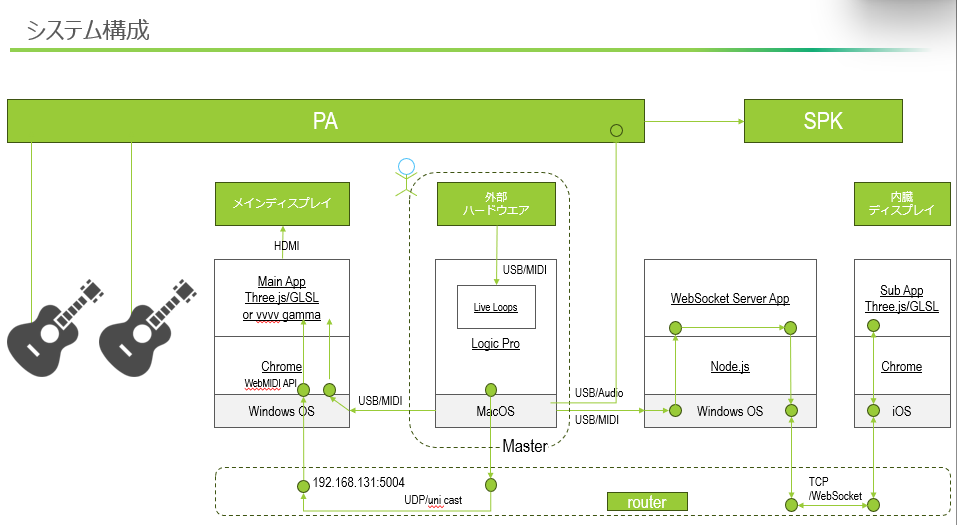 システム構成
PA
SPK
メインディスプレイ
外部
ハードウエア
内臓
ディスプレイ
HDMI
USB/MIDI
Main App
Three.js/GLSL
or vvvv gamma
Live Loops
Logic Pro
WebSocket Server App
Sub App
Three.js/GLSL
Chrome
WebMIDI API
Node.js
Chrome
USB/MIDI
USB/Audio
USB/MIDI
Windows OS
MacOS
Windows OS
iOS
Master
192.168.131:5004
UDP/uni cast
router
TCP
/WebSocket